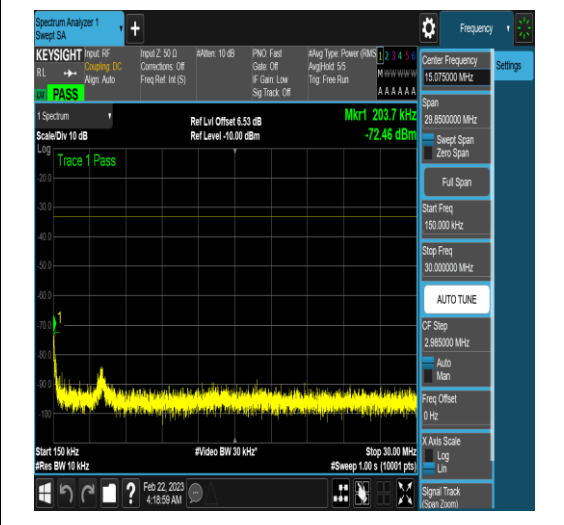 Spectrum Analyzer 1
Swept SA
Frequency
KEYSIGHT
RL
PASS
Input: RF
Coupling: DC
Align: Auto
Input Z: 50 Ω
Corrections: Off
Freq Ref: Int (S)
#Atten: 10 dB
PNO: Fast
Gate: Off
IF Gain: Low
Sig Track: Off
#Avg Type: Power (RMS
Avg|Hold: 5/5
Trig: Free Run
1 2 3 4 5 6
M w w w w w
A A A A A A
1 Spectrum
Scale/Div 10 dB
Ref Lvl Offset 6.53 dB
Ref Level -10.00 dBm
Mkr1 203.7 kHz
-72.46 dBm
Log
Trace 1 Pass
-20.0
-30.0
-40.0
-50.0
-60.0
-70.0
-80.0
-90.0
-100
1
Start 150 kHz
#Video BW 30 kHz*
Stop 30.00 MHz
#Res BW 10 kHz
#Sweep 1.00 s (10001 pts)
Feb 22, 2023
4:18:59 AM
Center Frequency
15.075000 MHz
Settings
Span
29.8500000 MHz
Swept Span
Zero Span
Full Span
Start Freq
150.000 kHz
Stop Freq
30.000000 MHz
AUTO TUNE
CF Step
2.985000 MHz
Auto
Man
Freq Offset
0 Hz
X Axis Scale
Log
Lin
Signal Track
(Span Zoom)